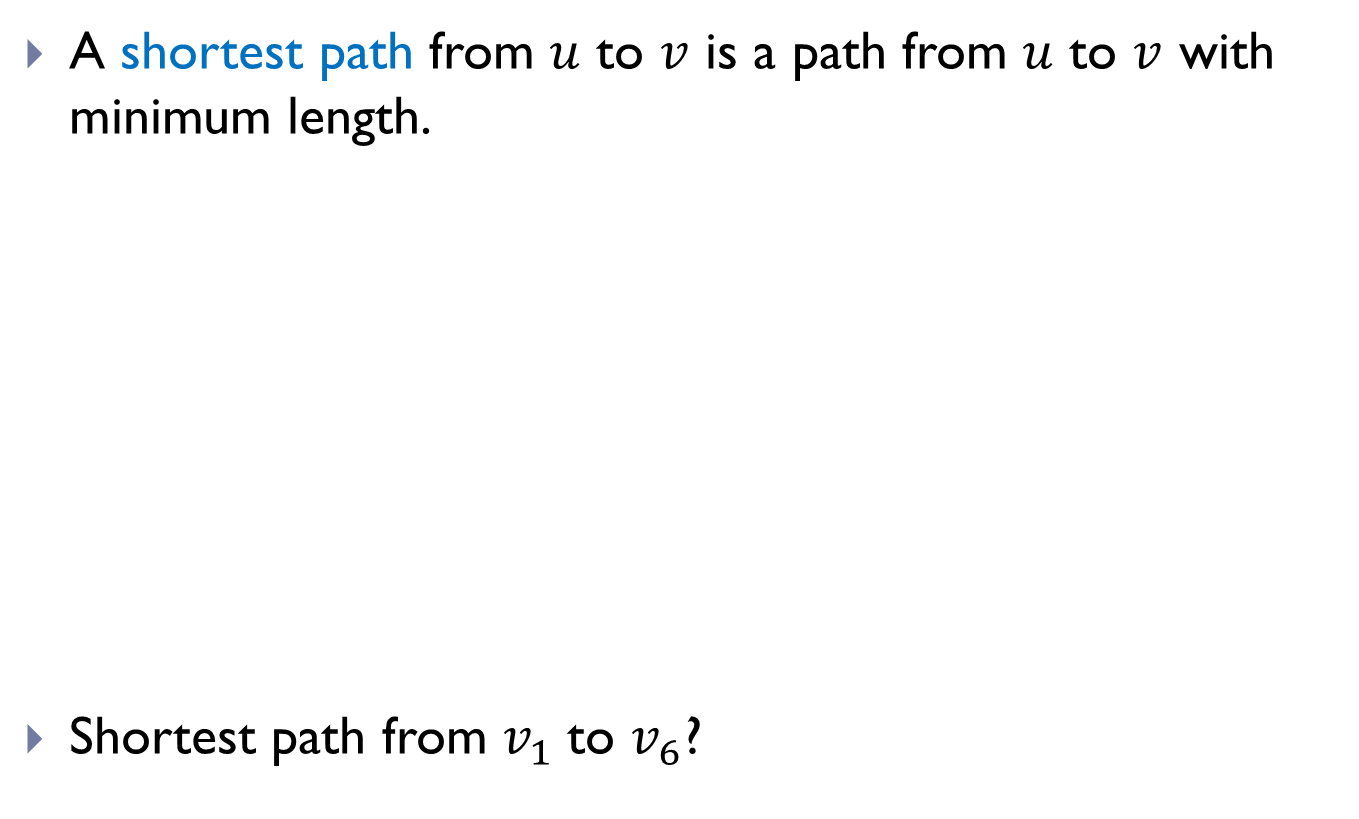 A shortest path from 𝑢 to 𝑣 is a path from 𝑢 to 𝑣 with
minimum length.
Shortest path from 𝑣₁ to 𝑣₆?